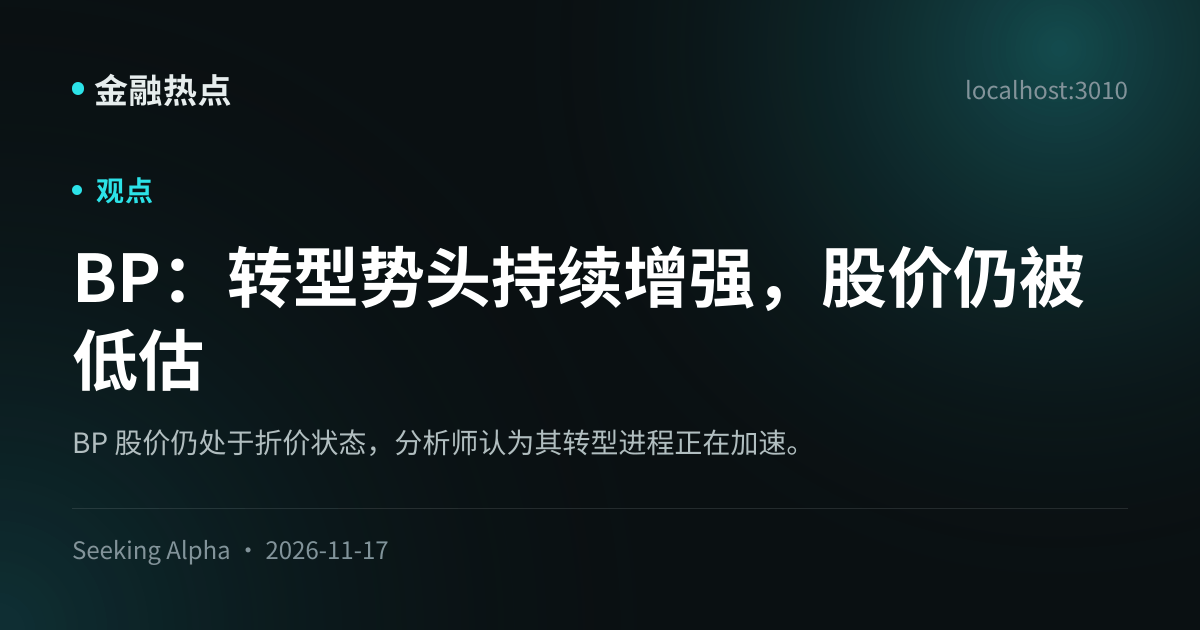 金融热点
localhost:3010
观点
BP：转型势头持续增强，股价仍被
低估
BP 股价仍处于折价状态，分析师认为其转型进程正在加速。
Seeking Alpha · 2026-11-17